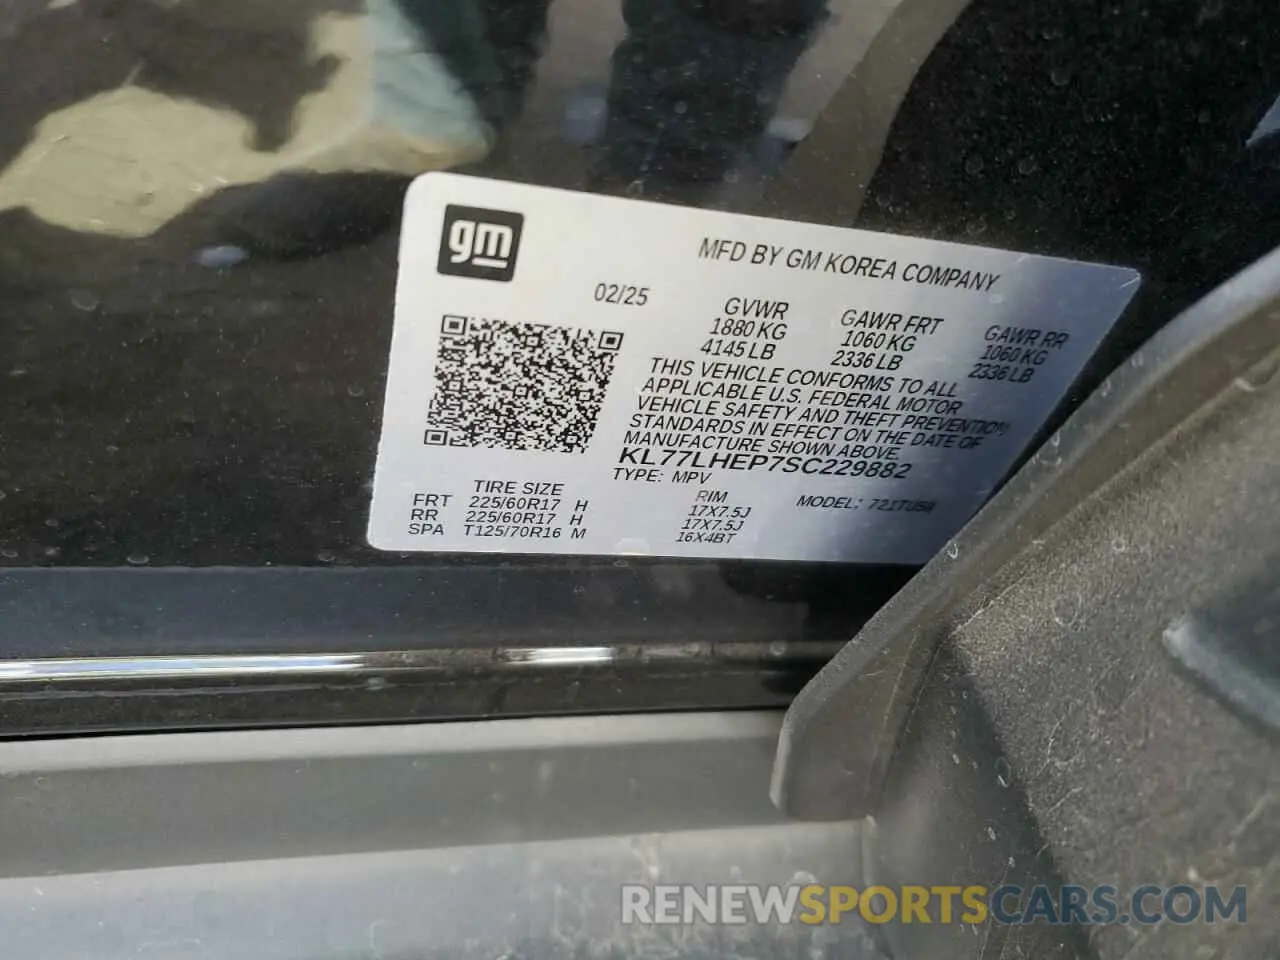 gm
MFD BY GM KOREA COMPANY
02/25
GVWR GAWR FRT GAWR RR
1880 KG 1060 KG 1060 KG
4145 LB 2336 LB 2336 LB
THIS VEHICLE CONFORMS TO ALL
APPLICABLE U.S. FEDERAL MOTOR
VEHICLE SAFETY AND THEFT PREVENTION
STANDARDS IN EFFECT ON THE DATE OF
MANUFACTURE SHOWN ABOVE.
KL77LHEP7SC229882
TYPE: MPV MODEL:
TIRE SIZE RIM
FRT 225/60R17 H 17X7.5J
RR 225/60R17 H 17X7.5J
SPA T125/70R16 M 16X4BT
RENEWSPORTSCARS.COM